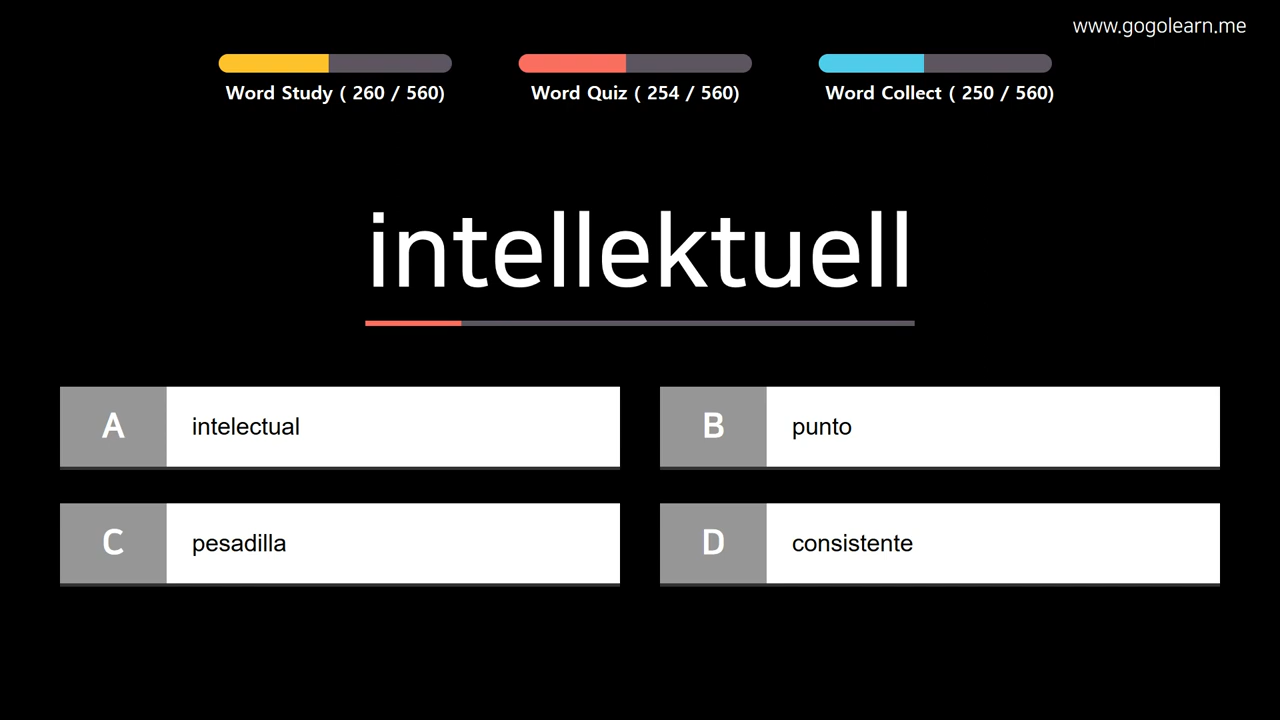 www.gogolearn.me
Word Study ( 260 / 560)
Word Quiz ( 254 / 560)
Word Collect ( 250 / 560)
intellektuell
A intelectual
B punto
C pesadilla
D consistente